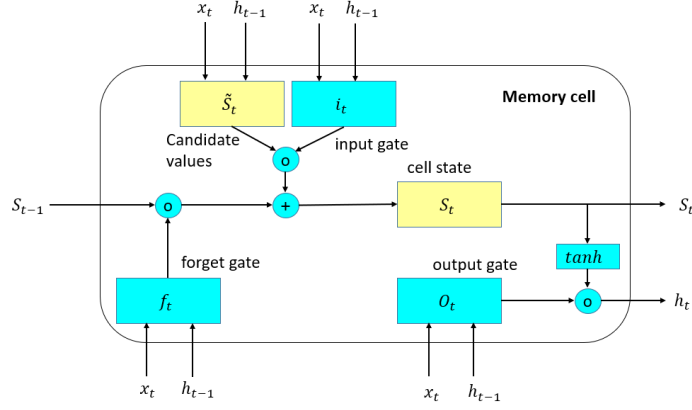 x_t h_{t-1} x_t h_{t-1}
S̃_t i_t
Memory cell
Candidate
values
input gate
o
cell state
S_{t-1} o + S_t S_t
forget gate
output gate
tanh
f_t O_t o h_t
x_t h_{t-1} x_t h_{t-1}